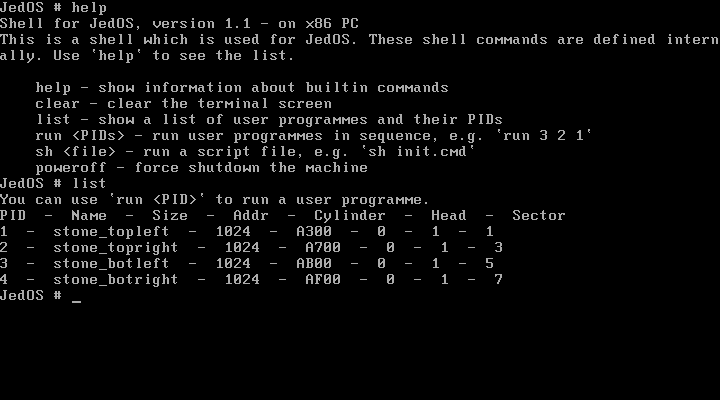 JedOS # help
Shell for JedOS, version 1.1 - on x86 PC
This is a shell which is used for JedOS. These shell commands are defined intern
ally. Use `help` to see the list.
help - show information about builtin commands
clear - clear the terminal screen
list - show a list of user programmes and their PIDs
run <PIDs> - run user programmes in sequence, e.g. `run 3 2 1`
sh <file> - run a script file, e.g. `sh init.cmd`
poweroff - force shutdown the machine
JedOS # list
You can use `run <PID>` to run a user programme.
PID - Name - Size - Addr - Cylinder - Head - Sector
1 - stone_topleft - 1024 - A300 - 0 - 1 - 1
2 - stone_topright - 1024 - A700 - 0 - 1 - 3
3 - stone_botleft - 1024 - AB00 - 0 - 1 - 5
4 - stone_botright - 1024 - AF00 - 0 - 1 - 7
JedOS # _